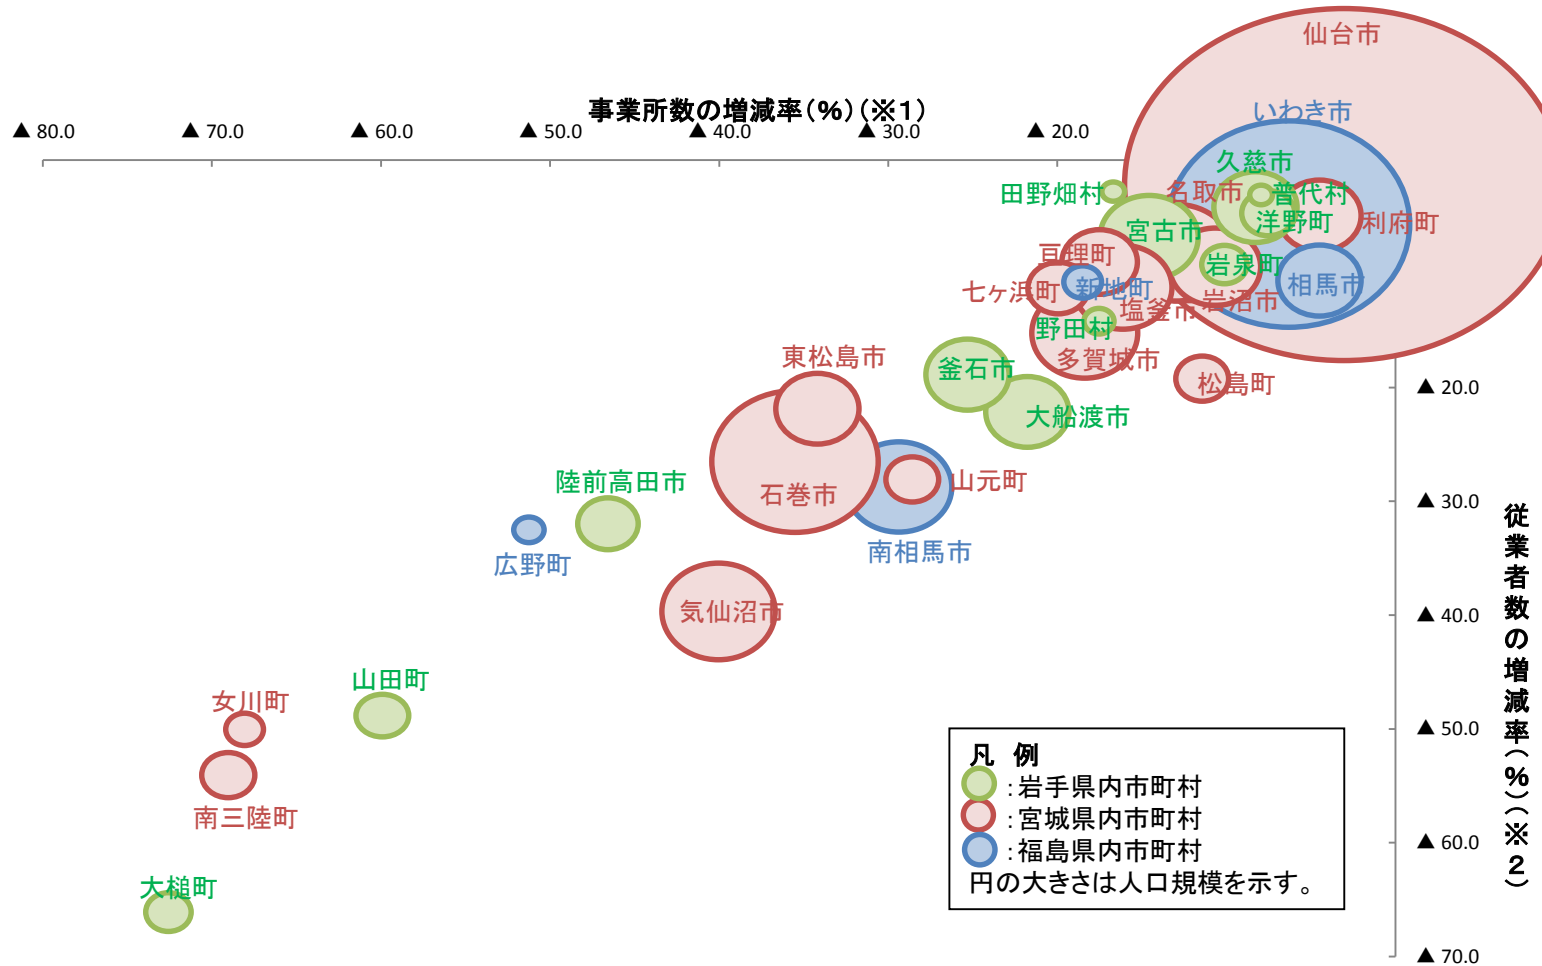 仙台市
事業所数の増減率(%)(※1)
いわき市
▲ 80.0
▲ 70.0
▲ 60.0
▲ 50.0
▲ 40.0
▲ 30.0
▲ 20.0
久慈市
田野畑村
名取市
普代村
宮古市
洋野町
利府町
亘理町
岩泉町
七ヶ浜町
新地町
相馬市
岩沼市
塩釜市
野田村
多賀城市
東松島市
釜石市
松島町
▲ 20.0
大船渡市
陸前高田市
石巻市
山元町
▲ 30.0
広野町
南相馬市
気仙沼市
▲ 40.0
従業者数の増減率(%)(※2)
山田町
女川町
▲ 50.0
南三陸町
▲ 60.0
大槌町
▲ 70.0
凡 例
:岩手県内市町村
:宮城県内市町村
:福島県内市町村
円の大きさは人口規模を示す。